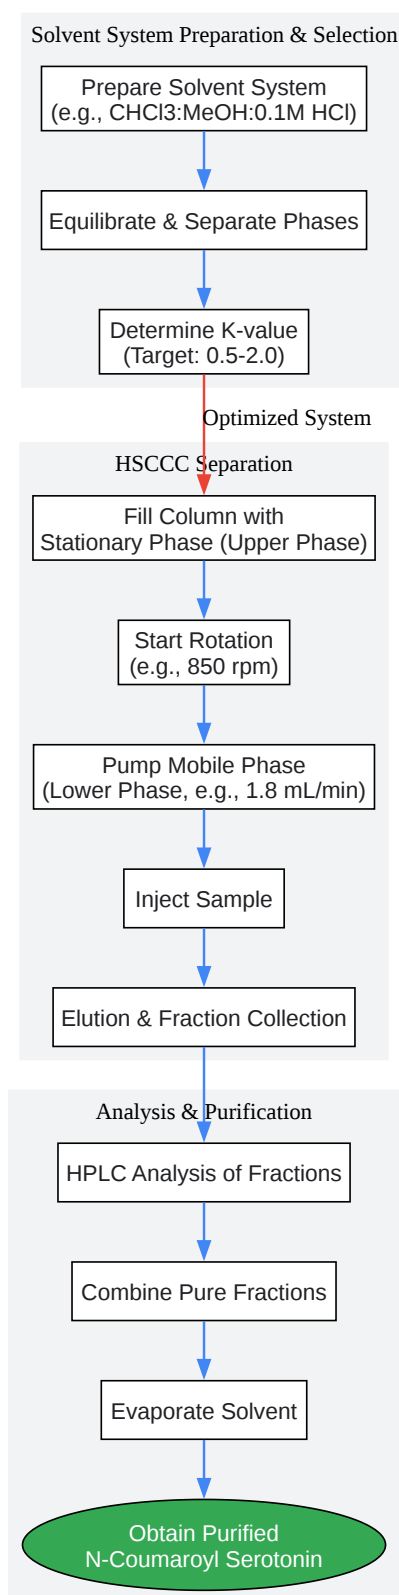 Solvent System Preparation & Selection
Prepare Solvent System
(e.g., CHCl3:MeOH:0.1M HCl)
Equilibrate & Separate Phases
Determine K-value
(Target: 0.5-2.0)
Optimized System
HSCCC Separation
Fill Column with
Stationary Phase (Upper Phase)
Start Rotation
(e.g., 850 rpm)
Pump Mobile Phase
(Lower Phase, e.g., 1.8 mL/min)
Inject Sample
Elution & Fraction Collection
Analysis & Purification
HPLC Analysis of Fractions
Combine Pure Fractions
Evaporate Solvent
Obtain Purified
N-Coumaroyl Serotonin